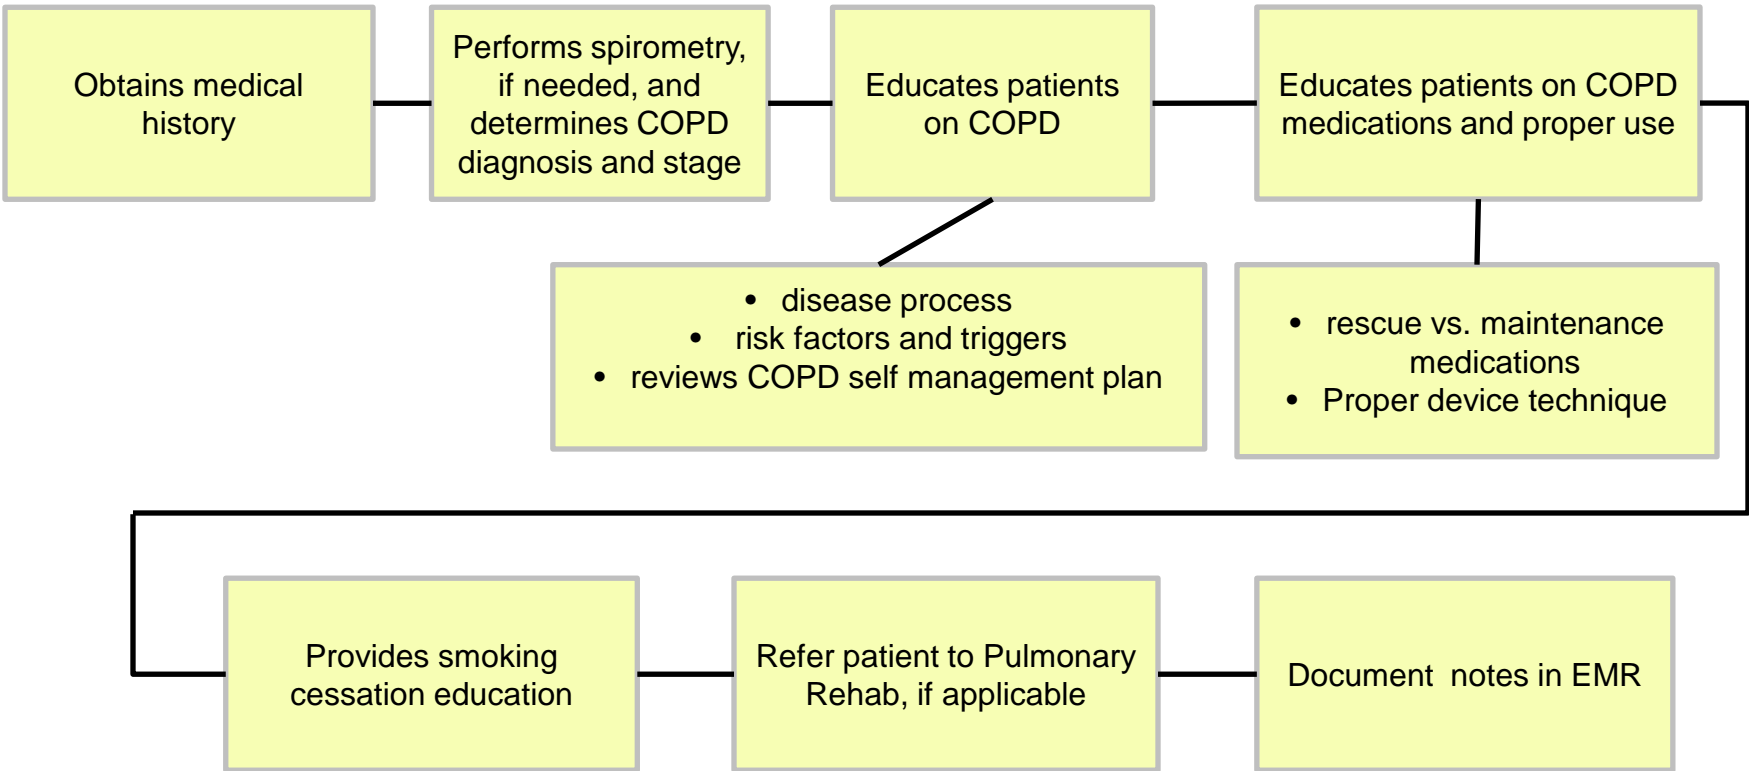 Obtains medical
history
Performs spirometry,
if needed, and
determines COPD
diagnosis and stage
Educates patients
on COPD
Educates patients on COPD
medications and proper use
• disease process
• risk factors and triggers
• reviews COPD self management plan
• rescue vs. maintenance
medications
• Proper device technique
Provides smoking
cessation education
Refer patient to Pulmonary
Rehab, if applicable
Document notes in EMR